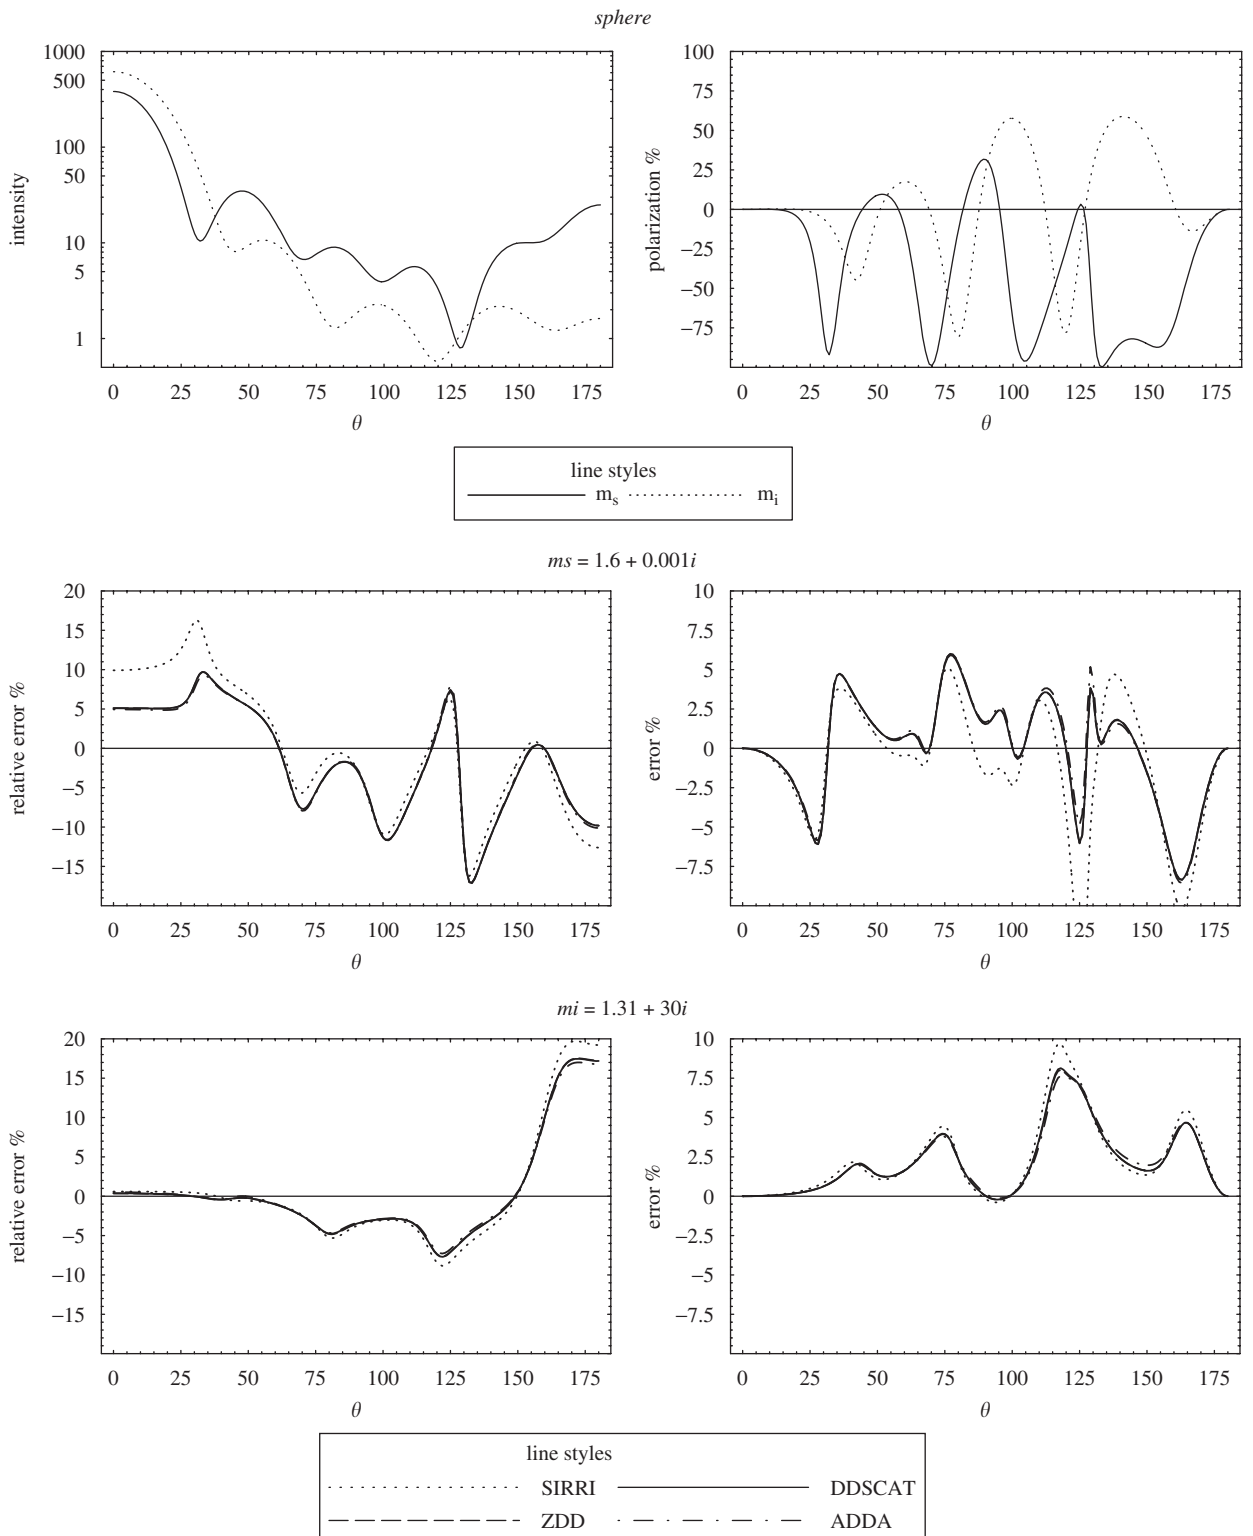 sphere
1000
500
100
50
10
5
1
intensity
0 25 50 75 100 125 150 175
θ
100
75
50
25
0
−25
−50
−75
polarization %
0 25 50 75 100 125 150 175
θ
line styles
ms mi
ms = 1.6 + 0.001i
20
15
10
5
0
−5
−10
−15
relative error %
0 25 50 75 100 125 150 175
θ
10
7.5
5
2.5
0
−2.5
−5
−7.5
error %
0 25 50 75 100 125 150 175
θ
mi = 1.31 + 30i
20
15
10
5
0
−5
−10
−15
relative error %
0 25 50 75 100 125 150 175
θ
10
7.5
5
2.5
0
−2.5
−5
−7.5
error %
0 25 50 75 100 125 150 175
θ
line styles
SIRRI DDSCAT
ZDD ADDA